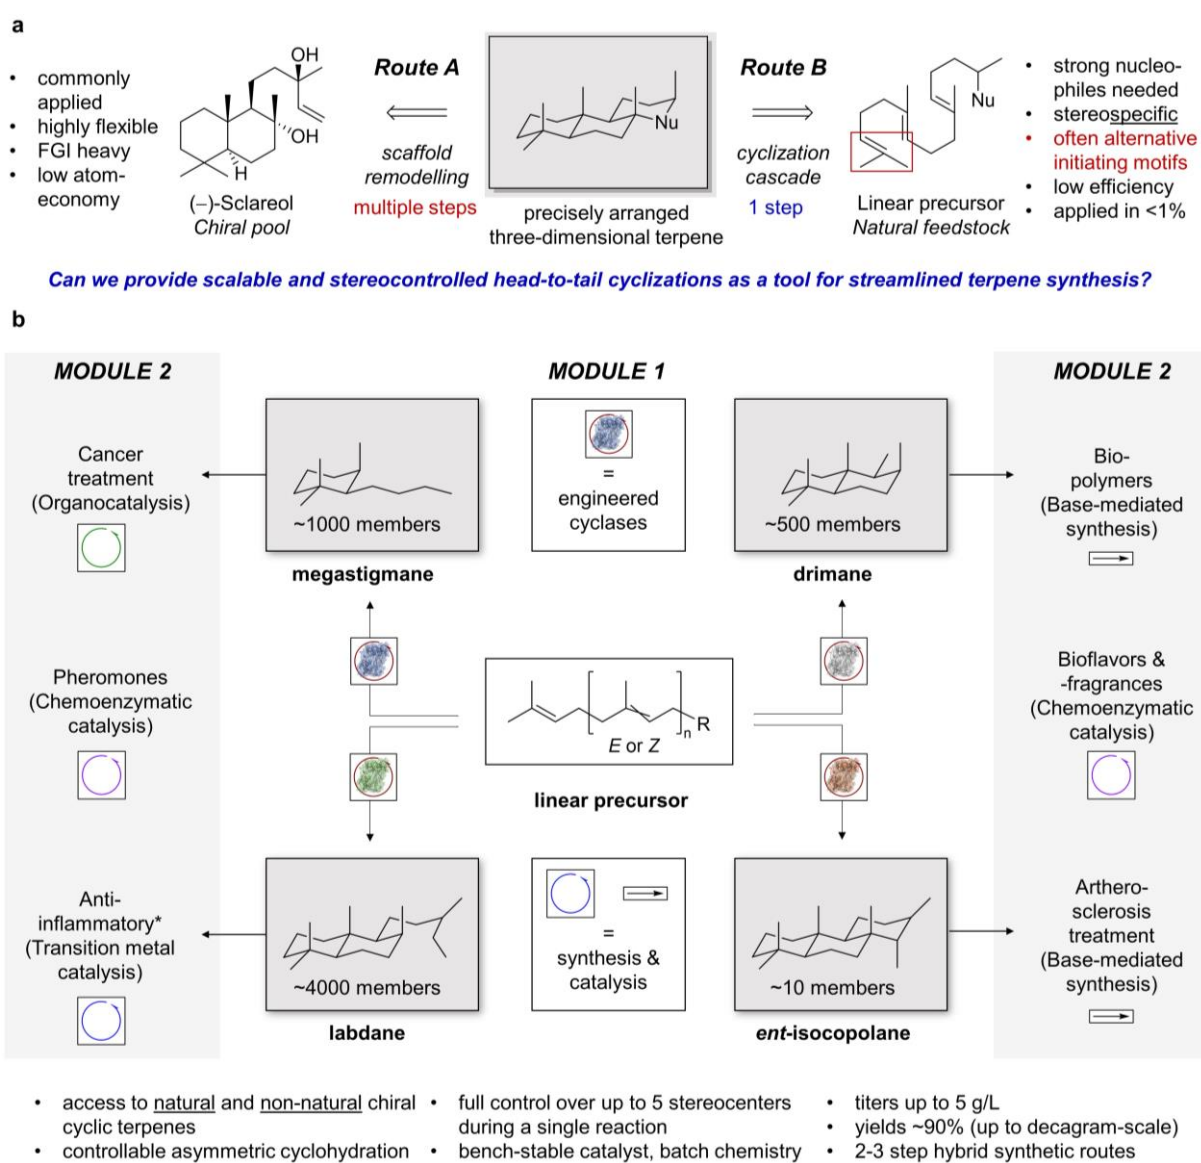 a
• commonly
applied
• highly flexible
• FGI heavy
• low atom-
economy
OH
OH
H
(–)-Sclareol
Chiral pool
Route A
scaffold
remodelling
multiple steps
Nu
precisely arranged
three-dimensional terpene
Route B
cyclization
cascade
1 step
Nu
Linear precursor
Natural feedstock
• strong nucleo-
philes needed
• stereospecific
• often alternative
initiating motifs
• low efficiency
• applied in <1%
Can we provide scalable and stereocontrolled head-to-tail cyclizations as a tool for streamlined terpene synthesis?
b
MODULE 2
Cancer
treatment
(Organocatalysis)
Pheromones
(Chemoenzymatic
catalysis)
Anti-
inflammatory*
(Transition metal
catalysis)
MODULE 1
~1000 members
megastigmane
=
engineered
cyclases
~500 members
drimane
n
R
E or Z
linear precursor
~4000 members
labdane
=
synthesis &
catalysis
~10 members
ent-isocopolane
MODULE 2
Bio-
polymers
(Base-mediated
synthesis)
Bioflavors &
-fragrances
(Chemoenzymatic
catalysis)
Arthero-
sclerosis
treatment
(Base-mediated
synthesis)
• access to natural and non-natural chiral
cyclic terpenes
• controllable asymmetric cyclohydration
• full control over up to 5 stereocenters
during a single reaction
• bench-stable catalyst, batch chemistry
• titers up to 5 g/L
• yields ~90% (up to decagram-scale)
• 2-3 step hybrid synthetic routes